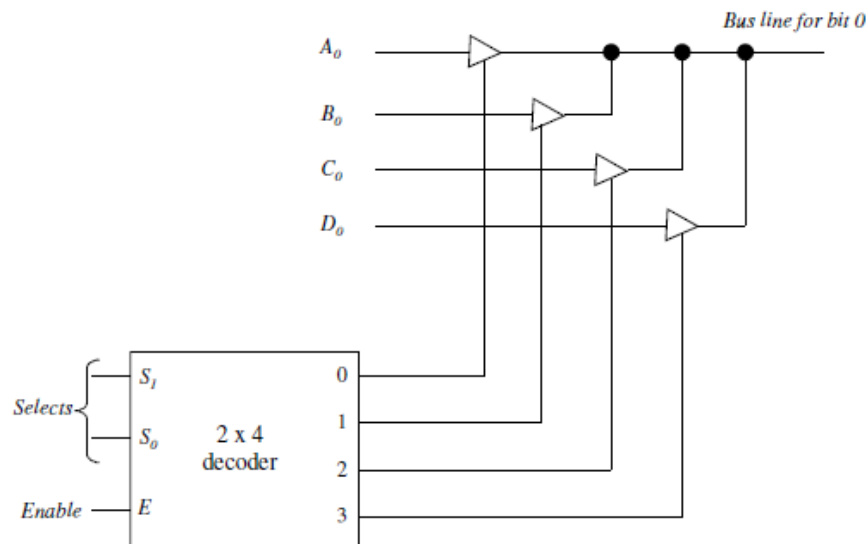 Bus line for bit 0
A₀
B₀
C₀
D₀
Selects
S₁
S₀
Enable
E
2 x 4
decoder
0
1
2
3